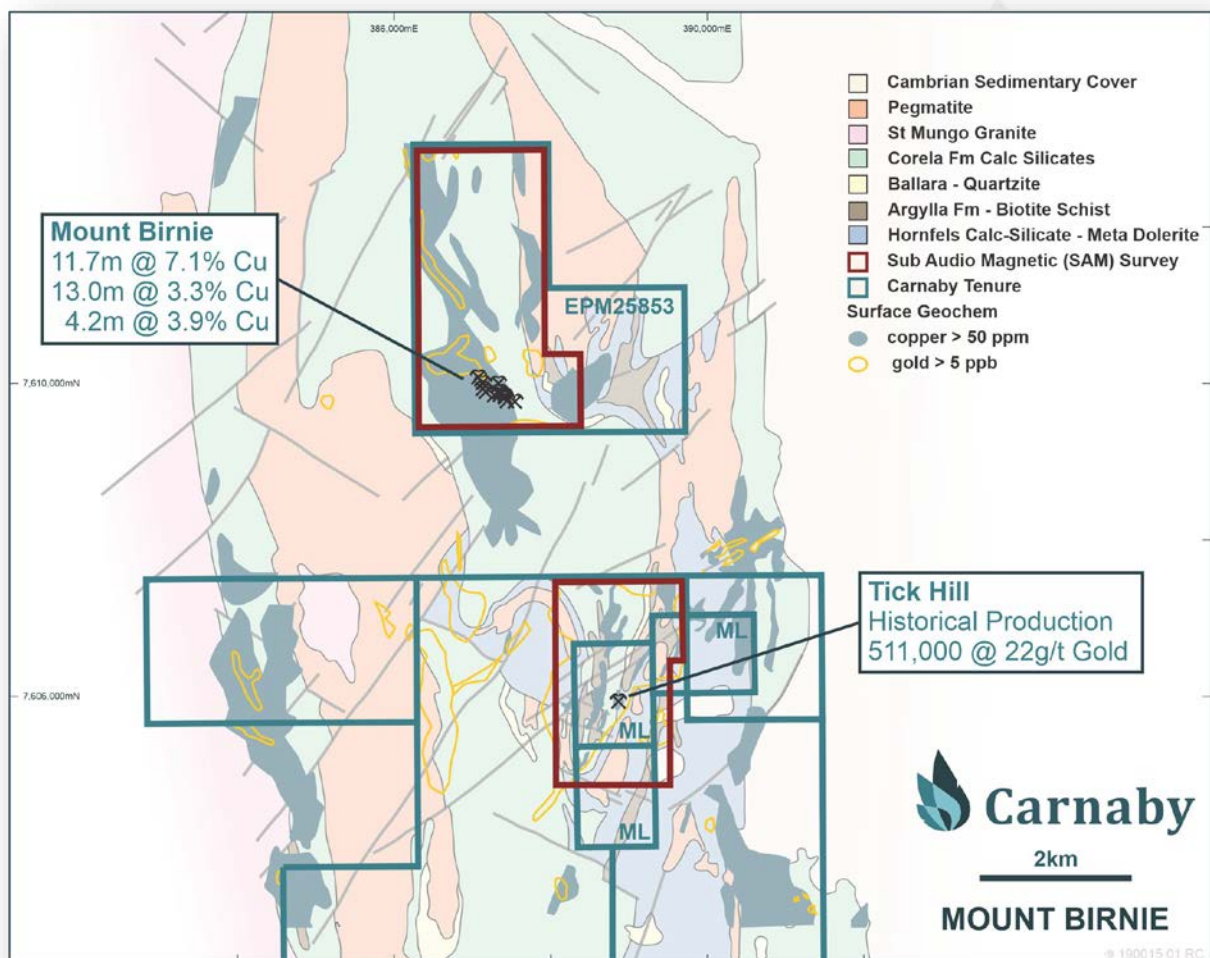 386,000mE
390,000mE
Cambrian Sedimentary Cover
Pegmatite
St Mungo Granite
Corela Fm Calc Silicates
Ballara - Quartzite
Argylla Fm - Biotite Schist
Hornfels Calc-Silicate - Meta Dolerite
Sub Audio Magnetic (SAM) Survey
Carnaby Tenure
Surface Geochem
copper > 50 ppm
gold > 5 ppb
Mount Birnie
11.7m @ 7.1% Cu
13.0m @ 3.3% Cu
4.2m @ 3.9% Cu
EPM25853
7,610,000mN
Tick Hill
Historical Production
511,000 @ 22g/t Gold
ML
7,606,000mN
ML
ML
Carnaby
2km
MOUNT BIRNIE
190015 01 RC